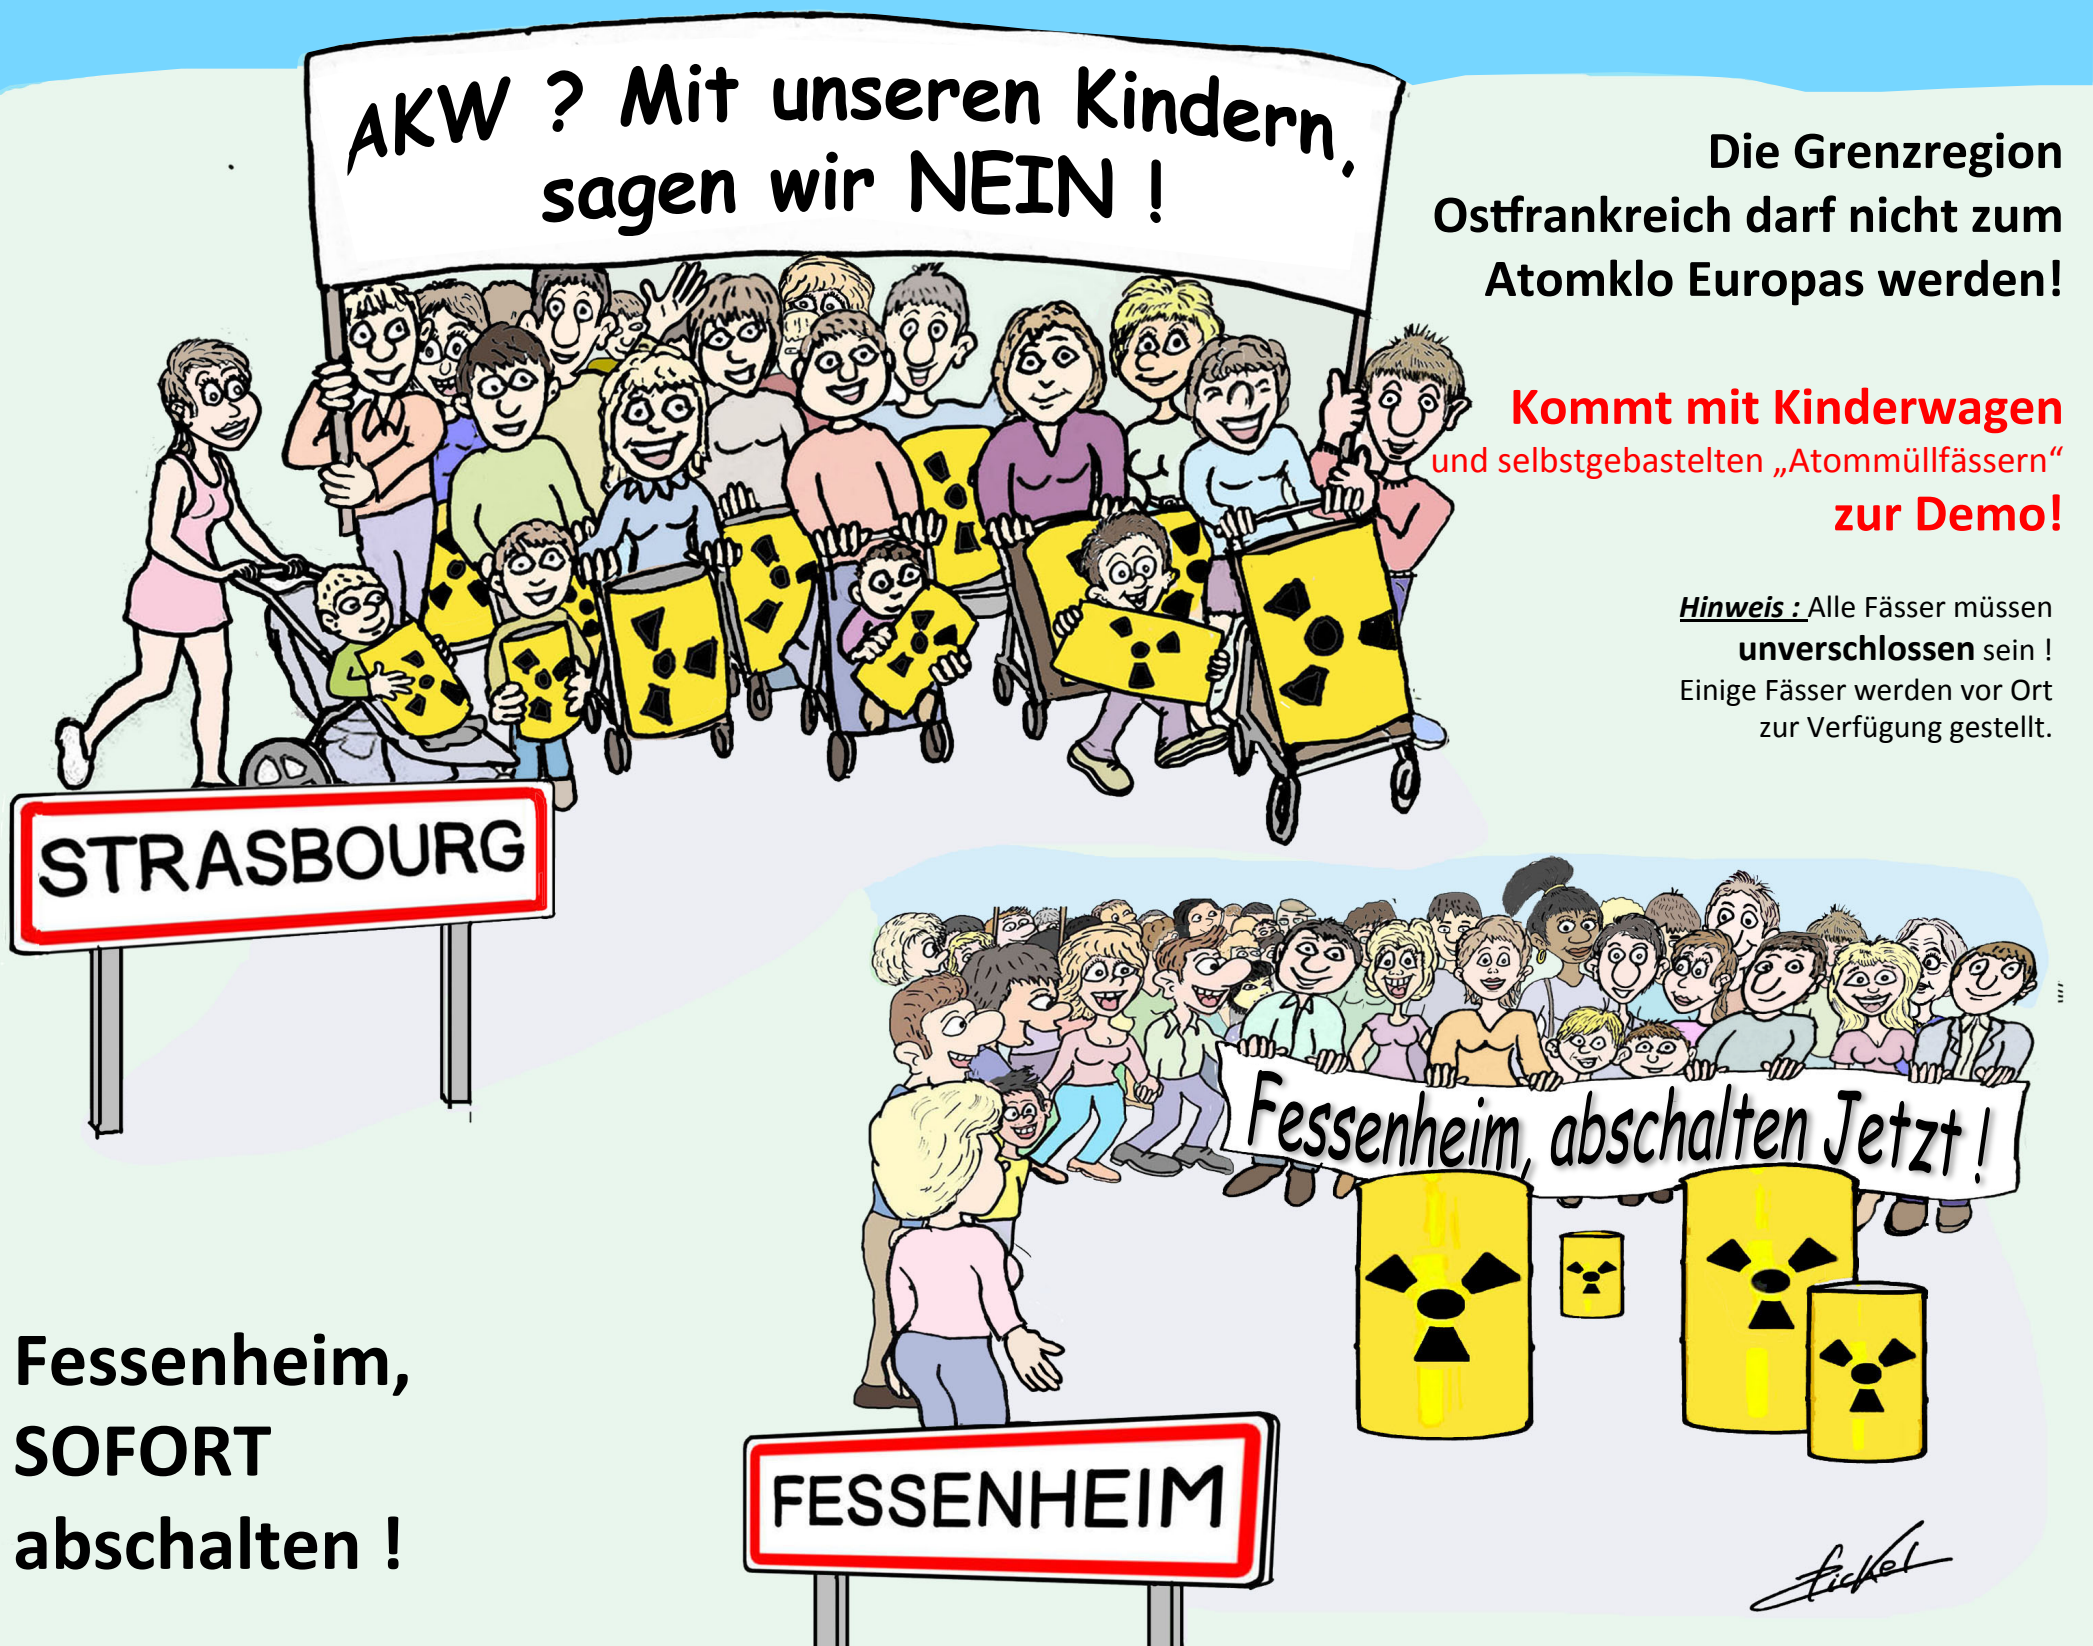 AKW ? Mit unseren Kindern,
sagen wir NEIN !
Die Grenzregion
Ostfrankreich darf nicht zum
Atomklo Europas werden!
Kommt mit Kinderwagen
und selbstgebastelten „Atommüllfässern“
zur Demo!
Hinweis : Alle Fässer müssen
unverschlossen sein !
Einige Fässer werden vor Ort
zur Verfügung gestellt.
STRASBOURG
Fessenheim, abschalten Jetzt !
Fessenheim,
SOFORT
abschalten !
FESSENHEIM